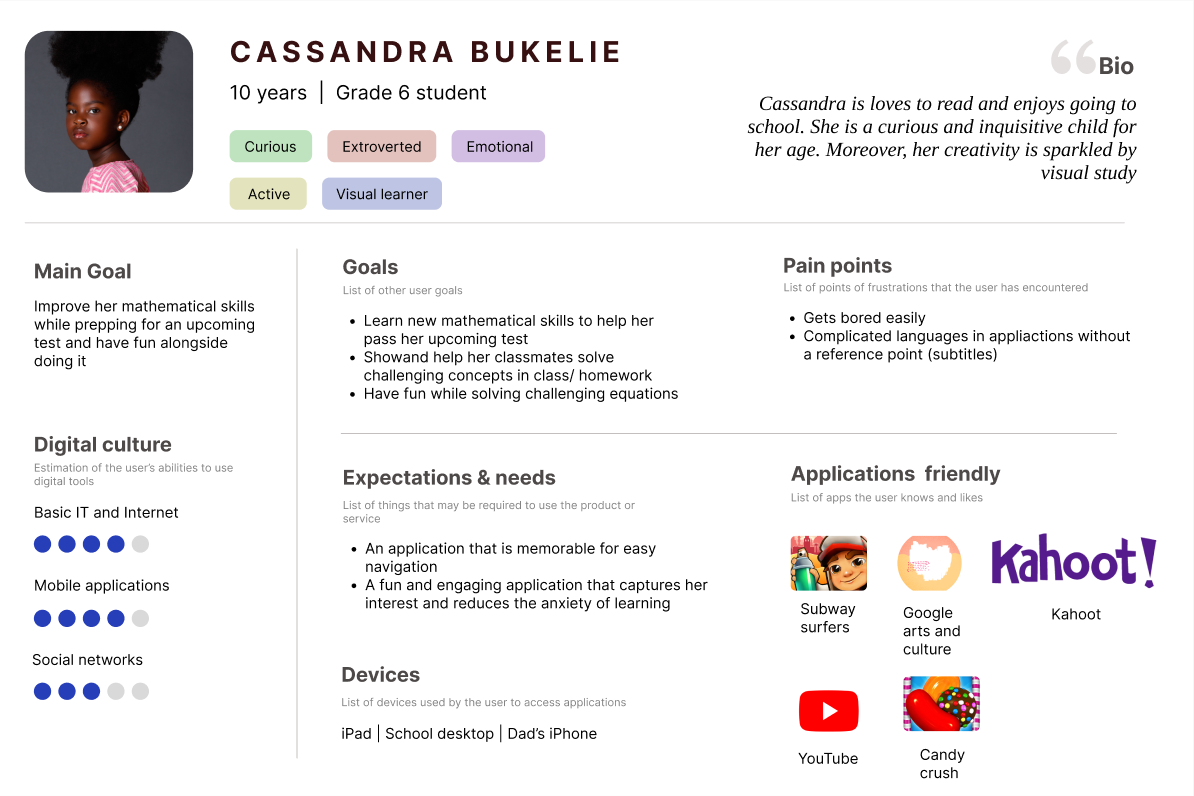 CASSANDRA BUKELIE
10 years | Grade 6 student
Curious
Extroverted
Emotional
Active
Visual learner
Bio
Cassandra is loves to read and enjoys going to
school. She is a curious and inquisitive child for
her age. Moreover, her creativity is sparkled by
visual study
Main Goal
Improve her mathematical skills
while prepping for an upcoming
test and have fun alongside
doing it
Digital culture
Estimation of the user's abilities to use
digital tools
Basic IT and Internet
Mobile applications
Social networks
Goals
List of other user goals
• Learn new mathematical skills to help her
pass her upcoming test
• Showand help her classmates solve
challenging concepts in class/ homework
• Have fun while solving challenging equations
Pain points
List of points of frustrations that the user has encountered
• Gets bored easily
• Complicated languages in appliactions without
a reference point (subtitles)
Expectations & needs
List of things that may be required to use the product or
service
• An application that is memorable for easy
navigation
• A fun and engaging application that captures her
interest and reduces the anxiety of learning
Devices
List of devices used by the user to access applications
iPad | School desktop | Dad's iPhone
Applications friendly
List of apps the user knows and likes
Subway
surfers
Google
arts and
culture
Kahoot!
Kahoot
YouTube
Candy
crush